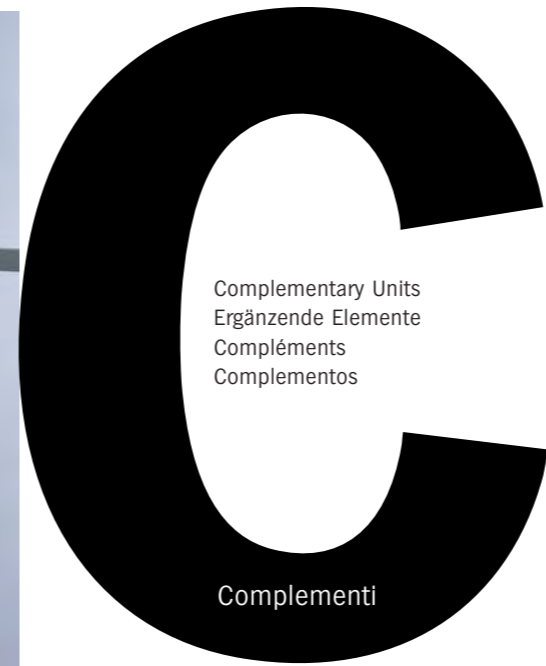 C
Complementary Units
Ergänzende Elemente
Compléments
Complementos
Complementi